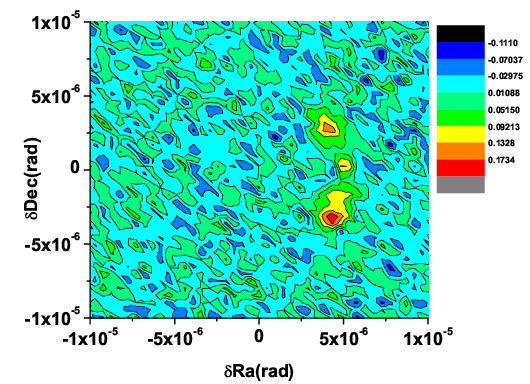 1x10⁻⁵
5x10⁻⁶
0
-5x10⁻⁶
-1x10⁻⁵
δDec(rad)
-1x10⁻⁵
-5x10⁻⁶
0
5x10⁻⁶
1x10⁻⁵
δRa(rad)
-0.1110
-0.07037
-0.02975
0.01088
0.05150
0.09213
0.1328
0.1734